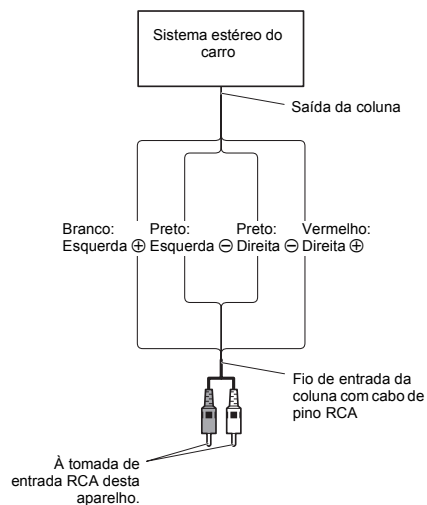 Sistema estéreo do
carro
Saída da coluna
Branco:
Esquerda ⊕
Preto:
Esquerda ⊖
Preto:
Direita ⊖
Vermelho:
Direita ⊕
Fio de entrada da
coluna com cabo de
pino RCA
À tomada de
entrada RCA desta
aparelho.